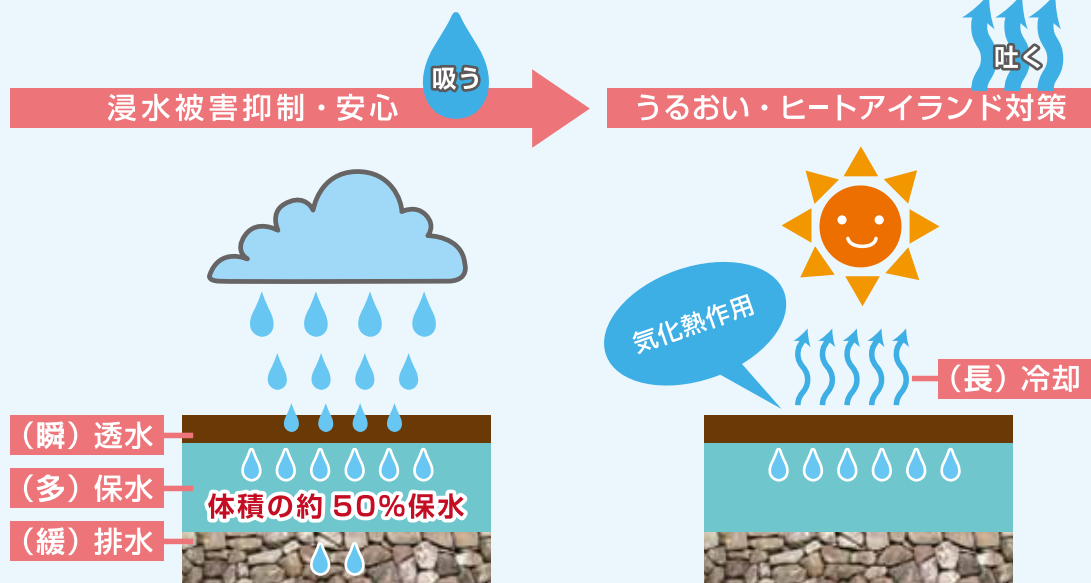 吸う
浸水被害抑制・安心
吐く
うるおい・ヒートアイランド対策
気化熱作用
（長）冷却
（瞬）透水
（多）保水
体積の約50％保水
（緩）排水